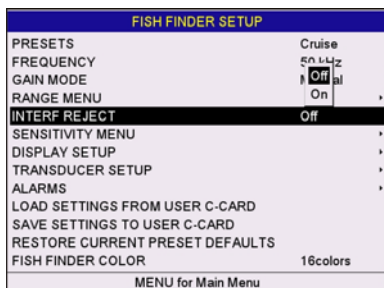 FISH FINDER SETUP
PRESETS Cruise
FREQUENCY 50 kHz
GAIN MODE
Off
RANGE MENU
On
INTERF REJECT Off
SENSITIVITY MENU
DISPLAY SETUP
TRANSDUCER SETUP
ALARMS
LOAD SETTINGS FROM USER C-CARD
SAVE SETTINGS TO USER C-CARD
RESTORE CURRENT PRESET DEFAULTS
FISH FINDER COLOR 16colors
MENU for Main Menu